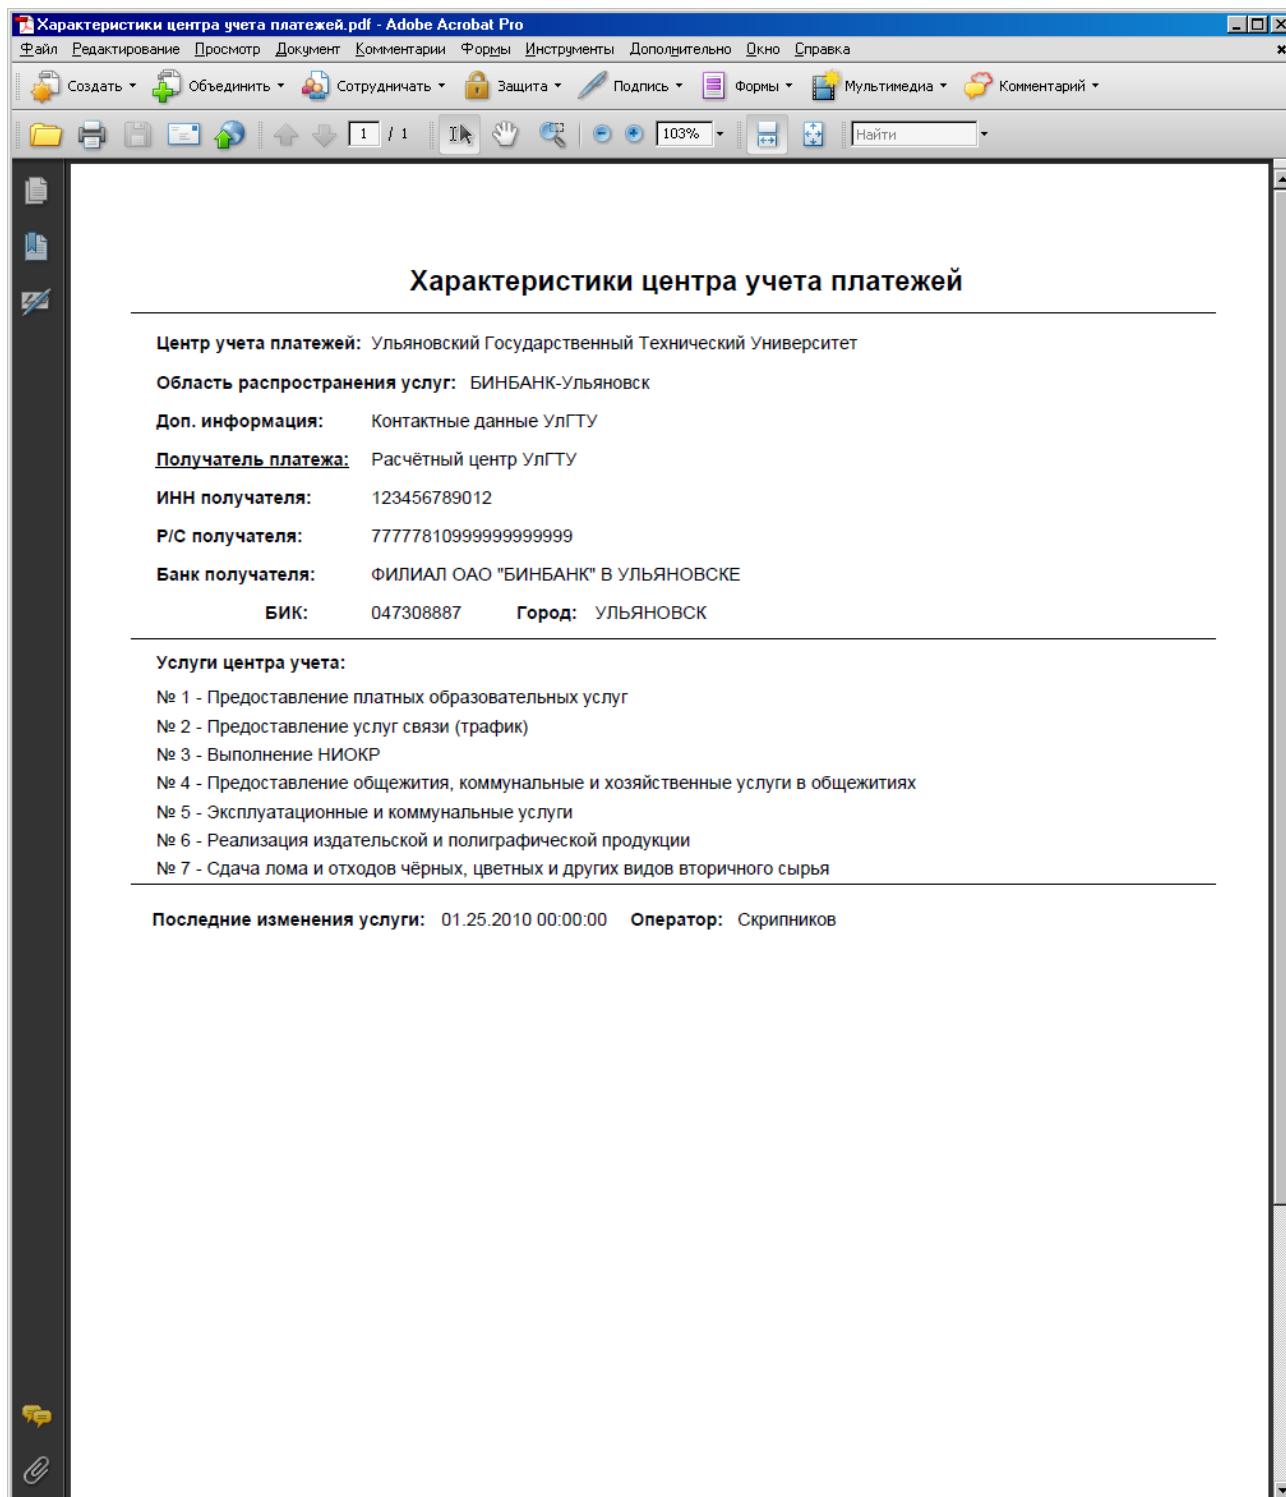 Характеристики центра учета платежей.pdf - Adobe Acrobat Pro
Файл Редактирование Просмотр Документ Комментарии Формы Инструменты Дополнительно Окно Справка
Создать Объединить Сотрудничать Защита Подпись Формы Мультимедиа Комментарий
1 / 1 103% Найти
Характеристики центра учета платежей
Центр учета платежей: Ульяновский Государственный Технический Университет
Область распространения услуг: БИНБАНК-Ульяновск
Доп. информация: Контактные данные УлГТУ
Получатель платежа: Расчётный центр УлГТУ
ИНН получателя: 123456789012
Р/С получателя: 77777810999999999999
Банк получателя: ФИЛИАЛ ОАО "БИНБАНК" В УЛЬЯНОВСКЕ
БИК: 047308887 Город: УЛЬЯНОВСК
Услуги центра учета:
№ 1 - Предоставление платных образовательных услуг
№ 2 - Предоставление услуг связи (трафик)
№ 3 - Выполнение НИОКР
№ 4 - Предоставление общежития, коммунальные и хозяйственные услуги в общежитиях
№ 5 - Эксплуатационные и коммунальные услуги
№ 6 - Реализация издательской и полиграфической продукции
№ 7 - Сдача лома и отходов чёрных, цветных и других видов вторичного сырья
Последние изменения услуги: 01.25.2010 00:00:00 Оператор: Скрипников